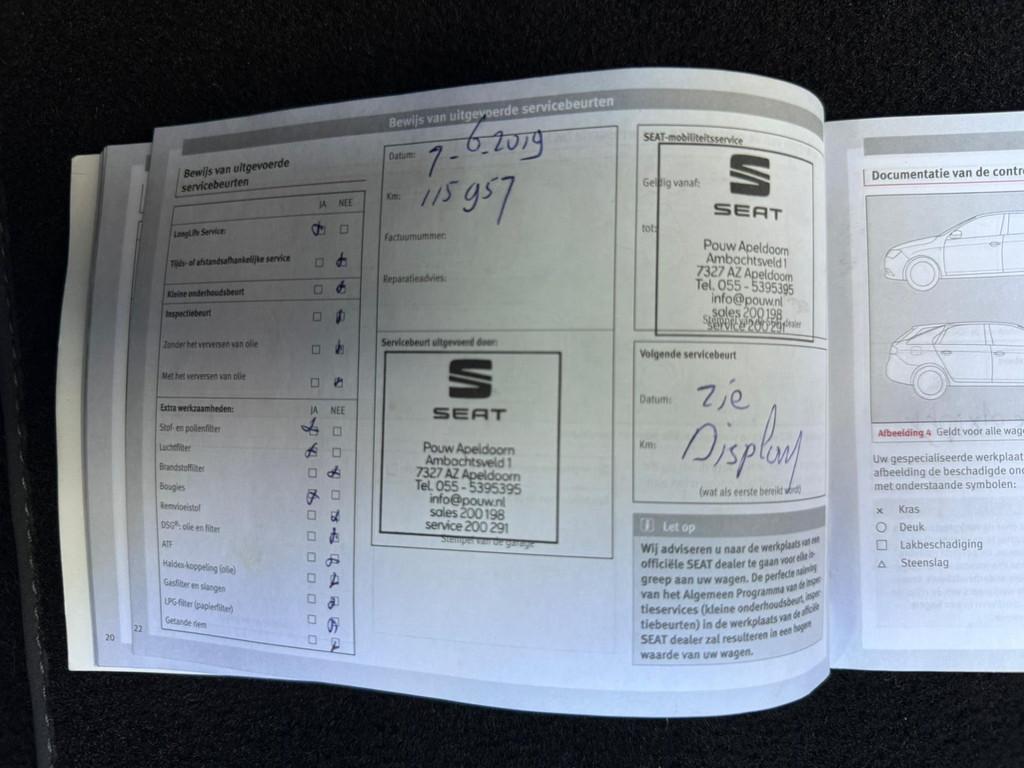 Bewijs van uitgevoerde servicebeurten
Bewijs van uitgevoerde
servicebeurten
JA NEE
LongLife Service:
Tijds- of afstandsafhankelijke service
Kleine onderhoudsbeurt
Inspectiebeurt
Zonder het verversen van olie
Met het verversen van olie
Extra werkzaamheden: JA NEE
Stof- en pollenfilter
Luchtfilter
Brandstoffilter
Bougies
Remvloeistof
DSG®: olie en filter
ATF
Haldex-koppeling (olie)
Gasfilter en slangen
LPG-filter (papierfilter)
Getande riem
20
22
Datum: 7-6-2019
Km: 115957
Factuurnummer:
Reparatieadvies:
Servicebeurt uitgevoerd door:
SEAT
Pouw Apeldoorn
Ambachtsveld 1
7327 AZ Apeldoorn
Tel. 055 - 5395395
info@pouw.nl
sales 200 198
service 200 291
Stempel van de garage
SEAT-mobiliteitsservice
Geldig vanaf:
tot:
SEAT
Pouw Apeldoorn
Ambachtsveld 1
7327 AZ Apeldoorn
Tel. 055 - 5395395
info@pouw.nl
sales 200 198
service 200 291
Stempel van de dealer
Volgende servicebeurt
Datum: zie
Km: Display
(wat als eerste bereikt werd)
Let op
Wij adviseren u naar de werkplaats van een
officiële SEAT dealer te gaan voor elke in-
greep aan uw wagen. De perfecte naleving
van het Algemeen Programma van de Inspec-
tieservices (kleine onderhoudsbeurt, inspec-
tiebeurten) in de werkplaats van de officiële
SEAT dealer zal resulteren in een hogere
waarde van uw wagen.
Documentatie van de contro
Afbeelding 4 Geldt voor alle wage
Uw gespecialiseerde werkplaat
afbeelding de beschadigde ond
met onderstaande symbolen:
x Kras
○ Deuk
□ Lakbeschadiging
△ Steenslag